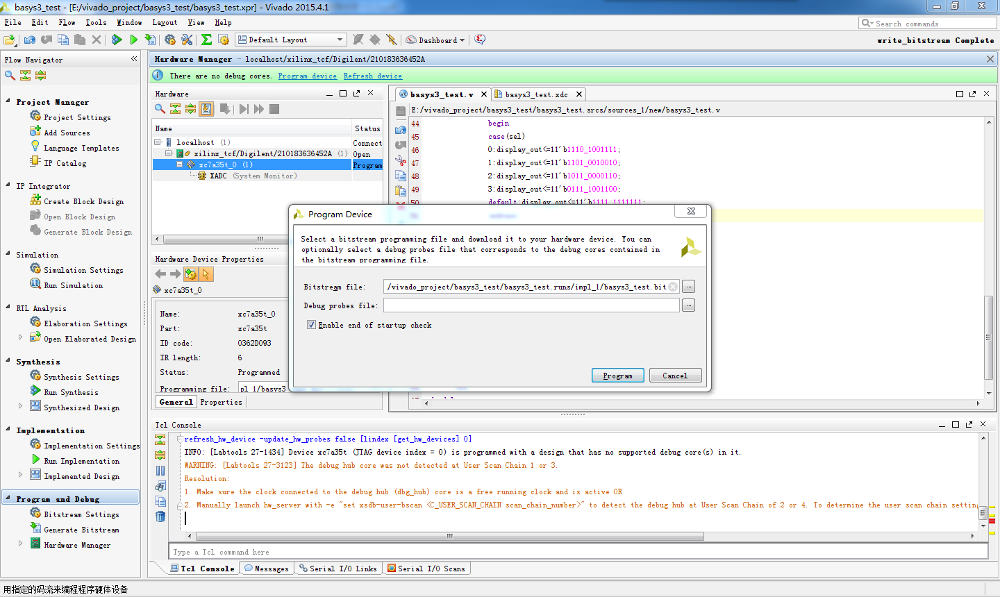 basys3_test - [E:/vivado_project/basys3_test/basys3_test.xpr] - Vivado 2015.4.1
File Edit Flow Tools Window Layout View Help
Search commands
Default Layout
Dashboard
write_bitstream Complete
Flow Navigator
Hardware Manager - localhost/xilinx_tcf/Digilent/210183636452A
There are no debug cores. Program device Refresh device
Project Manager
Project Settings
Add Sources
Language Templates
IP Catalog
IP Integrator
Create Block Design
Open Block Design
Generate Block Design
Simulation
Simulation Settings
Run Simulation
RTL Analysis
Elaboration Settings
Open Elaborated Design
Synthesis
Synthesis Settings
Run Synthesis
Synthesized Design
Implementation
Implementation Settings
Run Implementation
Implemented Design
Program and Debug
Bitstream Settings
Generate Bitstream
Hardware Manager
Hardware
Name Status
localhost (1) Connect
xilinx_tcf/Digilent/210183636452A (1) Open
xc7a35t_0 (1) Program
XADC (System Monitor)
Hardware Device Properties
xc7a35t_0
Name: xc7a35t_0
Part: xc7a35t
ID code: 0362D093
IR length: 6
Status: Programmed
Programming file: pl_1/basys3
General Properties
basys3_test.v basys3_test.xdc
E:/vivado_project/basys3_test/basys3_test.srcs/sources_1/new/basys3_test.v
44 begin
45 case(sel)
46 0:display_out<=11'b1110_1001111;
47 1:display_out<=11'b1101_0010010;
48 2:display_out<=11'b1011_0000110;
49 3:display_out<=11'b0111_1001100;
50 default:display_out<=11'b1111_1111111;
Program Device
Select a bitstream programming file and download it to your hardware device. You can
optionally select a debug probes file that corresponds to the debug cores contained in
the bitstream programming file.
Bitstream file: /vivado_project/basys3_test/basys3_test.runs/impl_1/basys3_test.bit
Debug probes file:
Enable end of startup check
Program Cancel
Tcl Console
refresh_hw_device -update_hw_probes false [lindex [get_hw_devices] 0]
INFO: [Labtools 27-1434] Device xc7a35t (JTAG device index = 0) is programmed with a design that has no supported debug core(s) in it.
WARNING: [Labtools 27-3123] The debug hub core was not detected at User Scan Chain 1 or 3.
Resolution:
1. Make sure the clock connected to the debug hub (dbg_hub) core is a free running clock and is active OR
2. Manually launch hw_server with -e "set xsdb-user-bscan <C_USER_SCAN_CHAIN scan_chain_number>" to detect the debug hub at User Scan Chain of 2 or 4. To determine the user scan chain setting
Type a Tcl command here
Tcl Console Messages Serial I/O Links Serial I/O Scans
用指定的码流来编程程序硬体设备